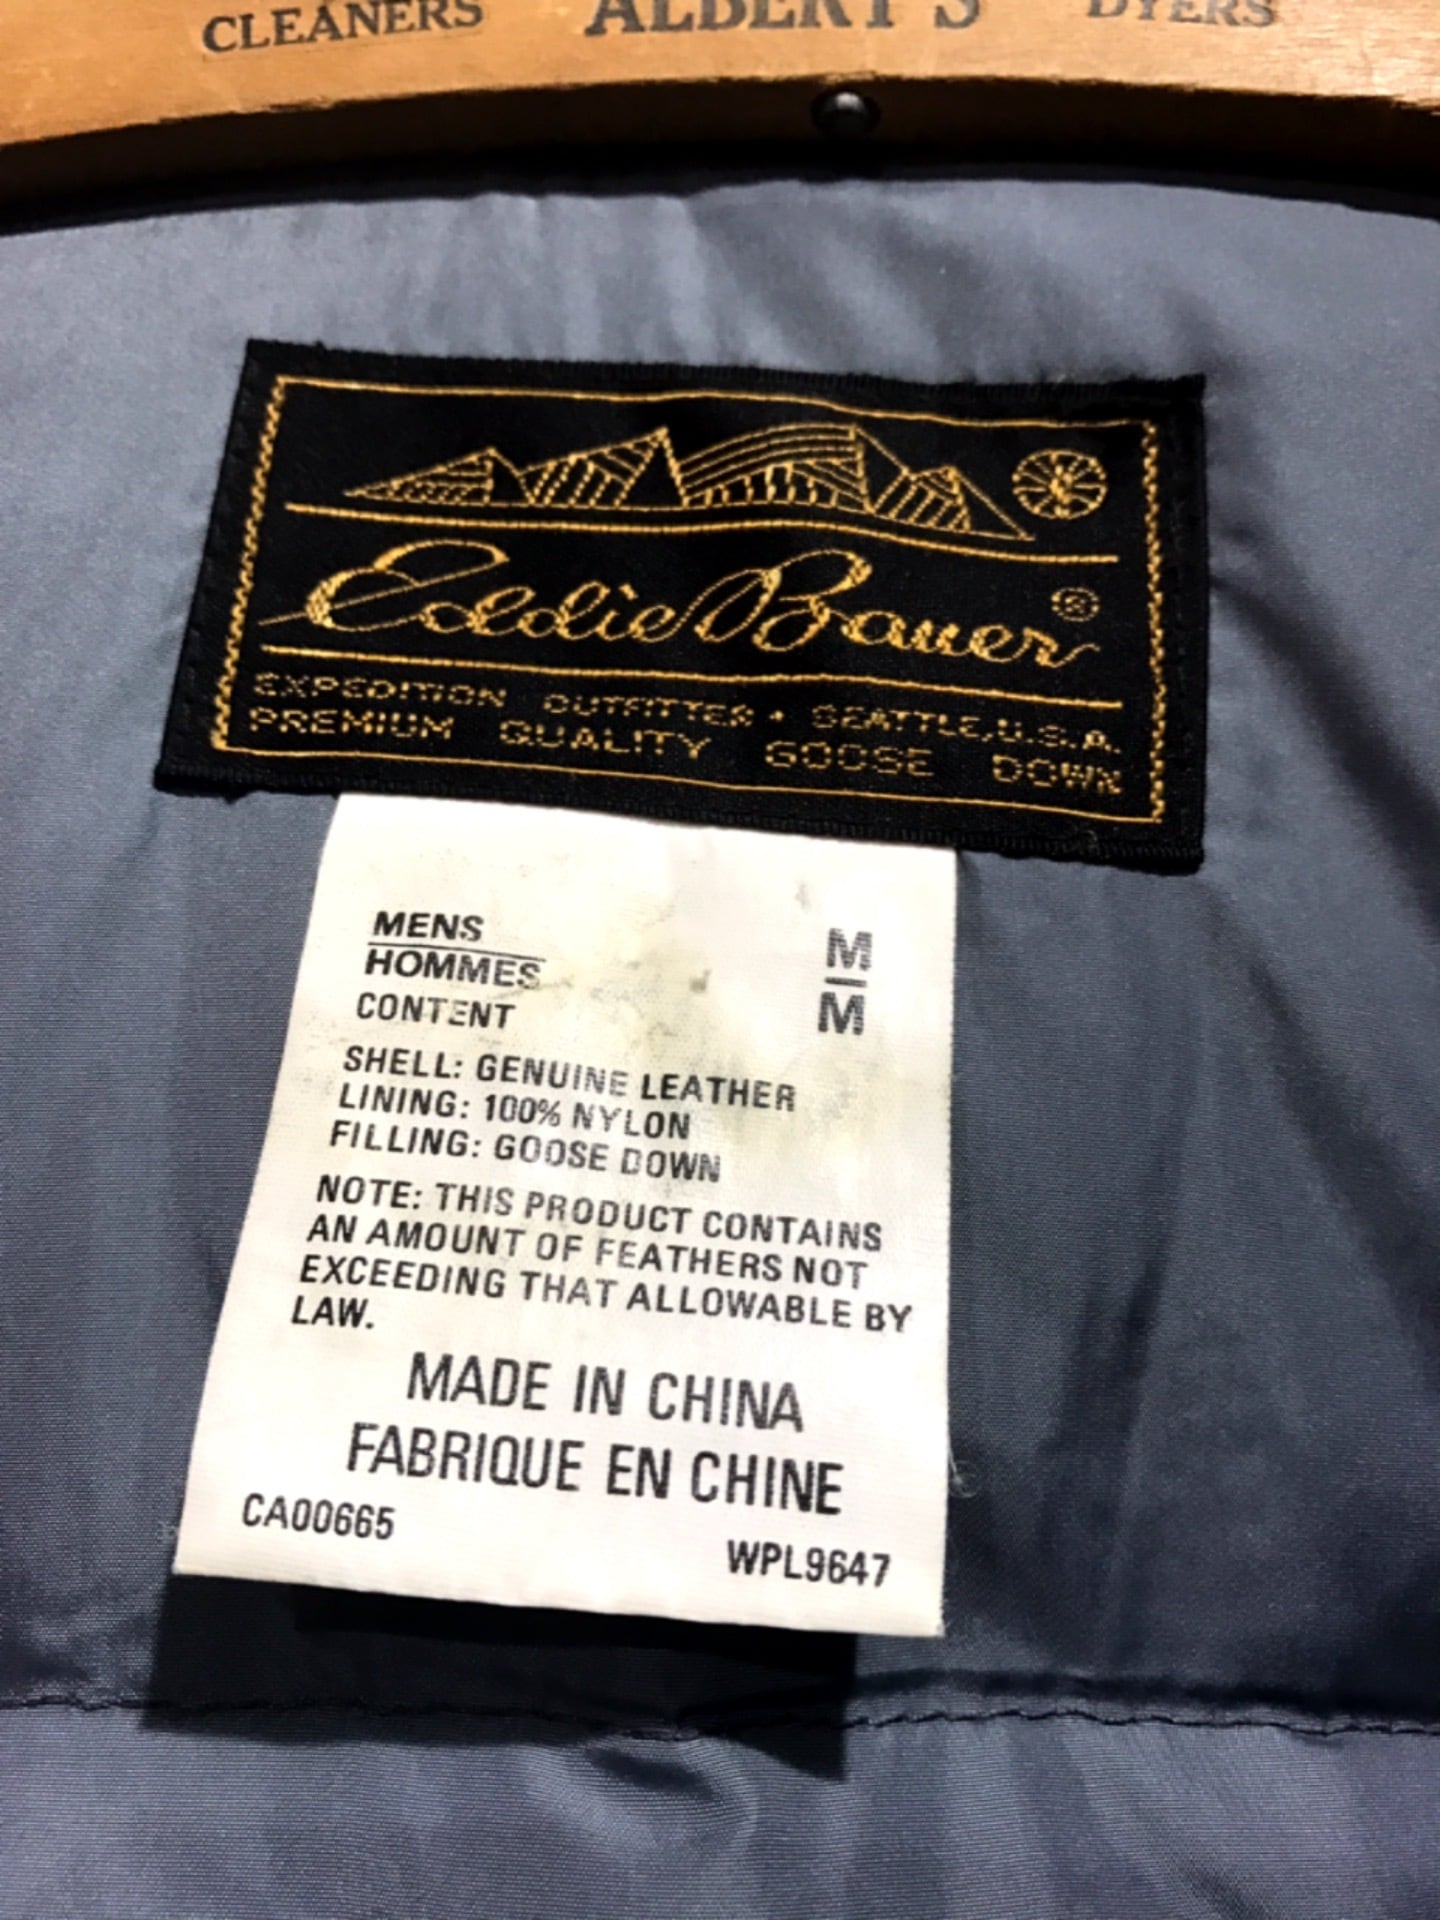 CLEANERS ALBERT'S DYERS
Eddie Bauer ®
EXPEDITION OUTFITTER • SEATTLE, U.S.A.
PREMIUM QUALITY GOOSE DOWN
MENS M
HOMMES M
CONTENT
SHELL: GENUINE LEATHER
LINING: 100% NYLON
FILLING: GOOSE DOWN
NOTE: THIS PRODUCT CONTAINS
AN AMOUNT OF FEATHERS NOT
EXCEEDING THAT ALLOWABLE BY
LAW.
MADE IN CHINA
FABRIQUE EN CHINE
CA00665 WPL9647